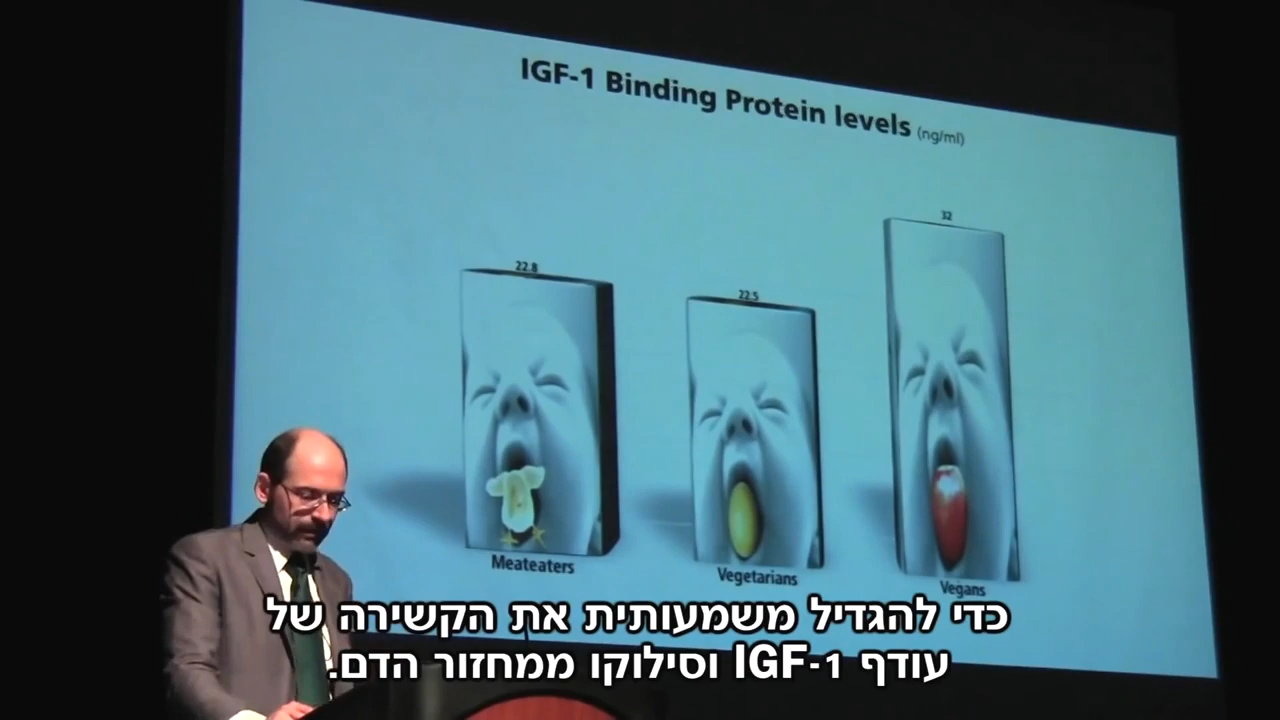 IGF-1 Binding Protein levels (ng/ml)
22.8
22.5
32
Meateaters
Vegetarians
Vegans
כדי להגדיל משמעותית את הקשירה של
עודף IGF-1 וסילוקו ממחזור הדם.